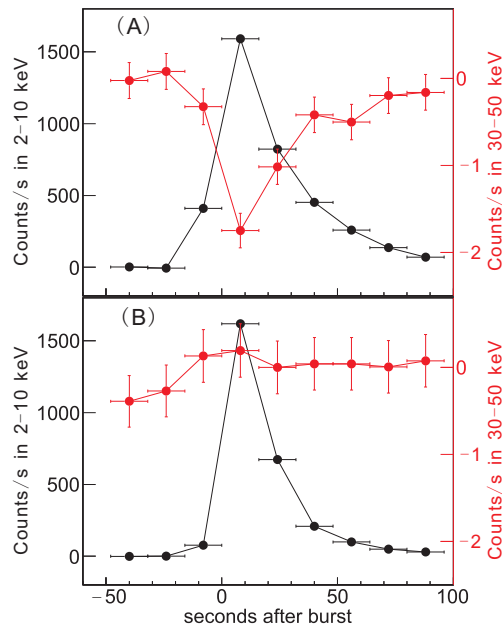 (A)
1500
1000
500
0
Counts/s in 2-10 keV
0
-1
-2
Counts/s in 30-50 keV
(B)
1500
1000
500
0
Counts/s in 2-10 keV
0
-1
-2
Counts/s in 30-50 keV
-50 0 50 100
seconds after burst